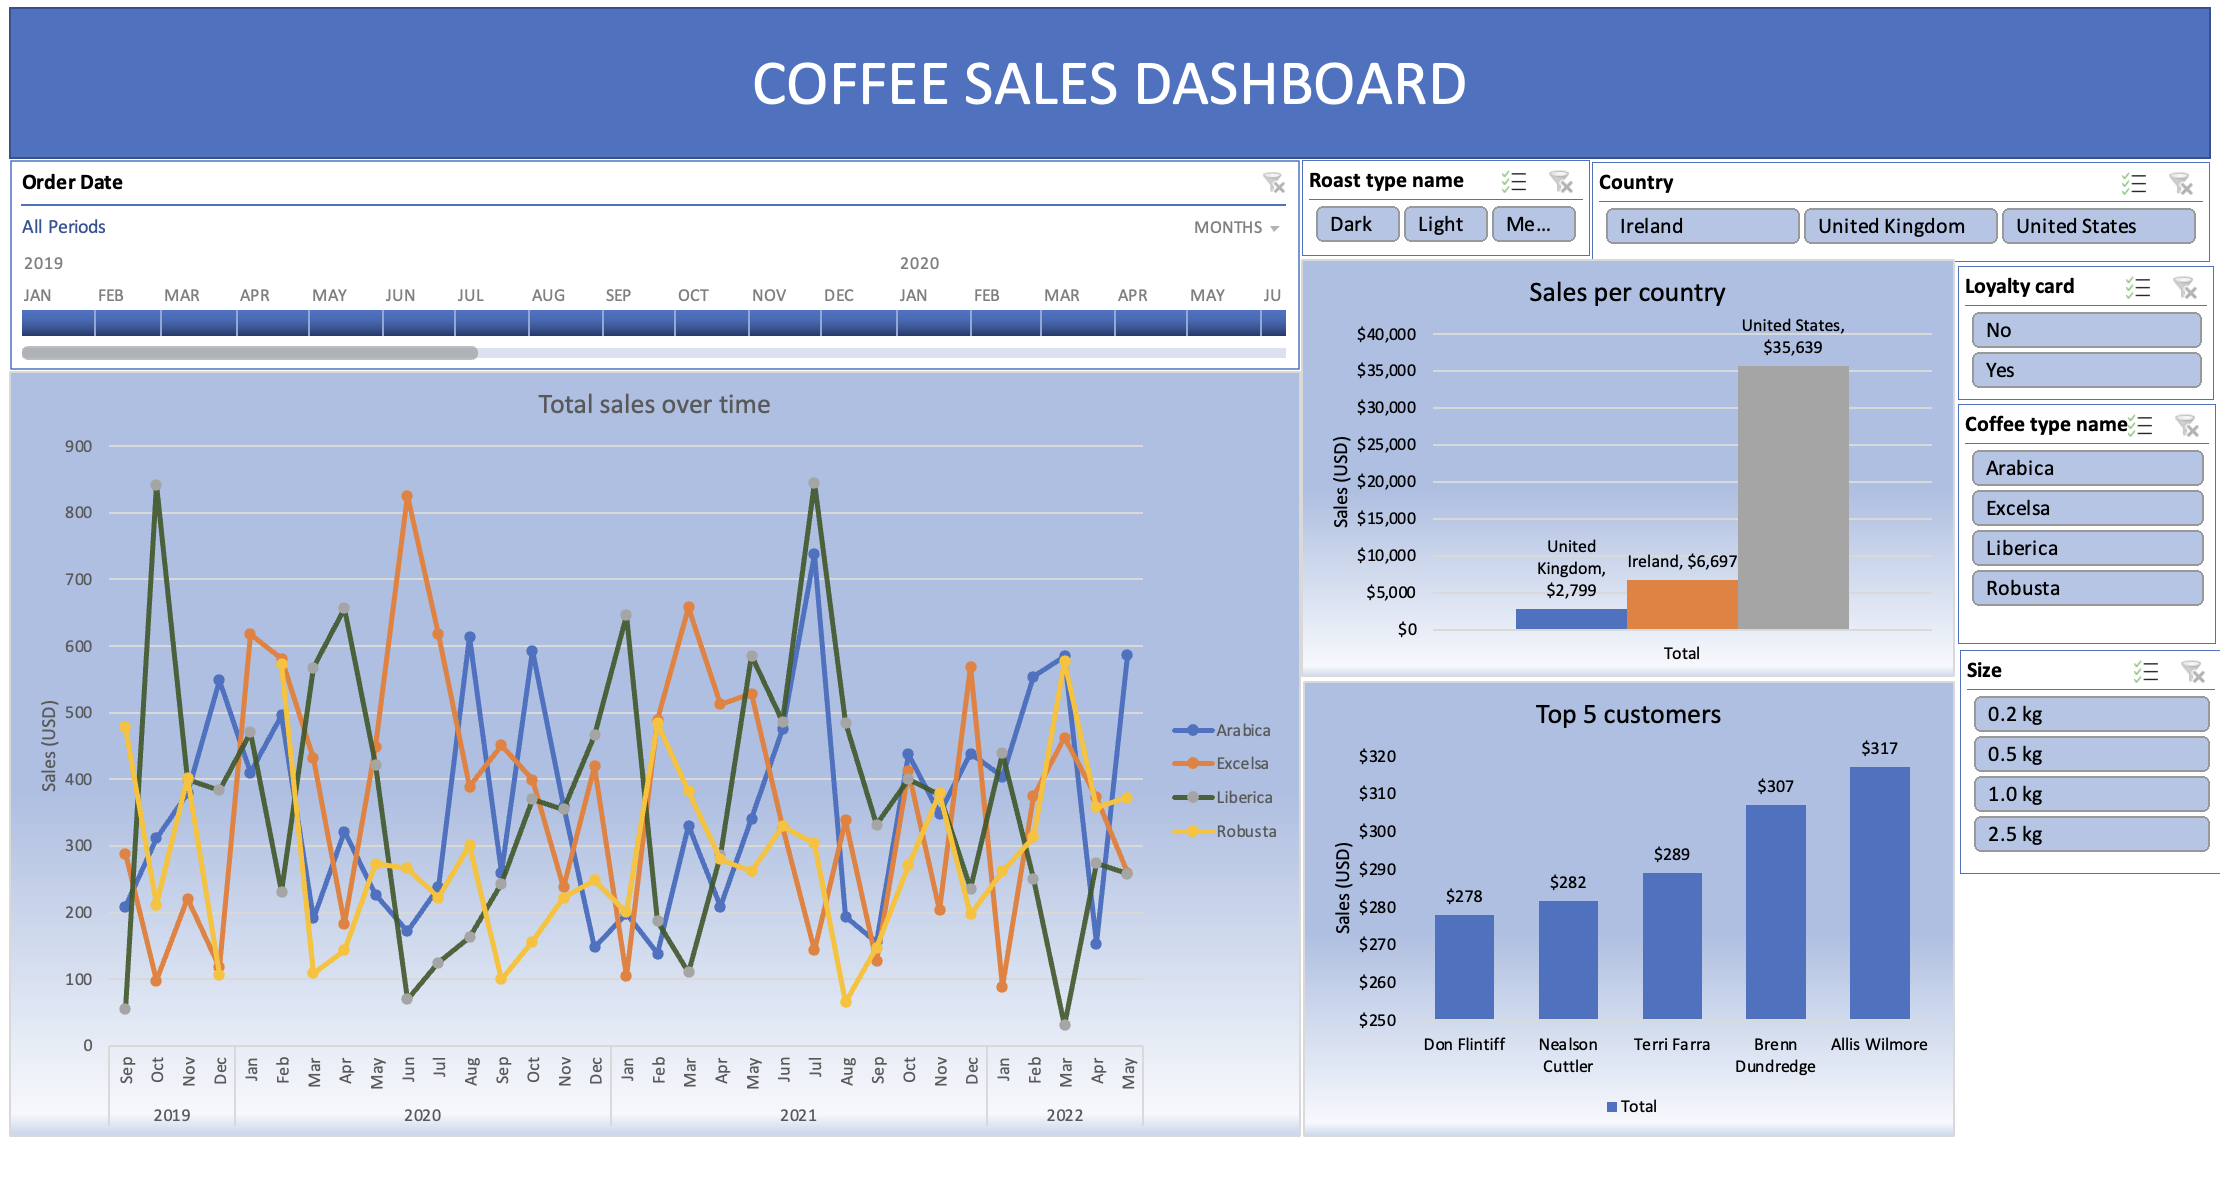 COFFEE SALES DASHBOARD
Order Date
All Periods
MONTHS
2019 2020
JAN FEB MAR APR MAY JUN JUL AUG SEP OCT NOV DEC JAN FEB MAR APR MAY JU
Roast type name
Dark Light Me...
Country
Ireland United Kingdom United States
Total sales over time
Sales (USD)
900
800
700
600
500
400
300
200
100
0
Sep Oct Nov Dec Jan Feb Mar Apr May Jun Jul Aug Sep Oct Nov Dec Jan Feb Mar Apr May Jun Jul Aug Sep Oct Nov Dec Jan Feb Mar Apr May
2019 2020 2021 2022
Arabica
Excelsa
Liberica
Robusta
Sales per country
Sales (USD)
$40,000
$35,000
$30,000
$25,000
$20,000
$15,000
$10,000
$5,000
$0
United
Kingdom,
$2,799
Ireland, $6,697
United States,
$35,639
Total
Top 5 customers
Sales (USD)
$320
$310
$300
$290
$280
$270
$260
$250
$278
$282
$289
$307
$317
Don Flintiff
Nealson
Cuttler
Terri Farra
Brenn
Dundredge
Allis Wilmore
Total
Loyalty card
No
Yes
Coffee type name
Arabica
Excelsa
Liberica
Robusta
Size
0.2 kg
0.5 kg
1.0 kg
2.5 kg